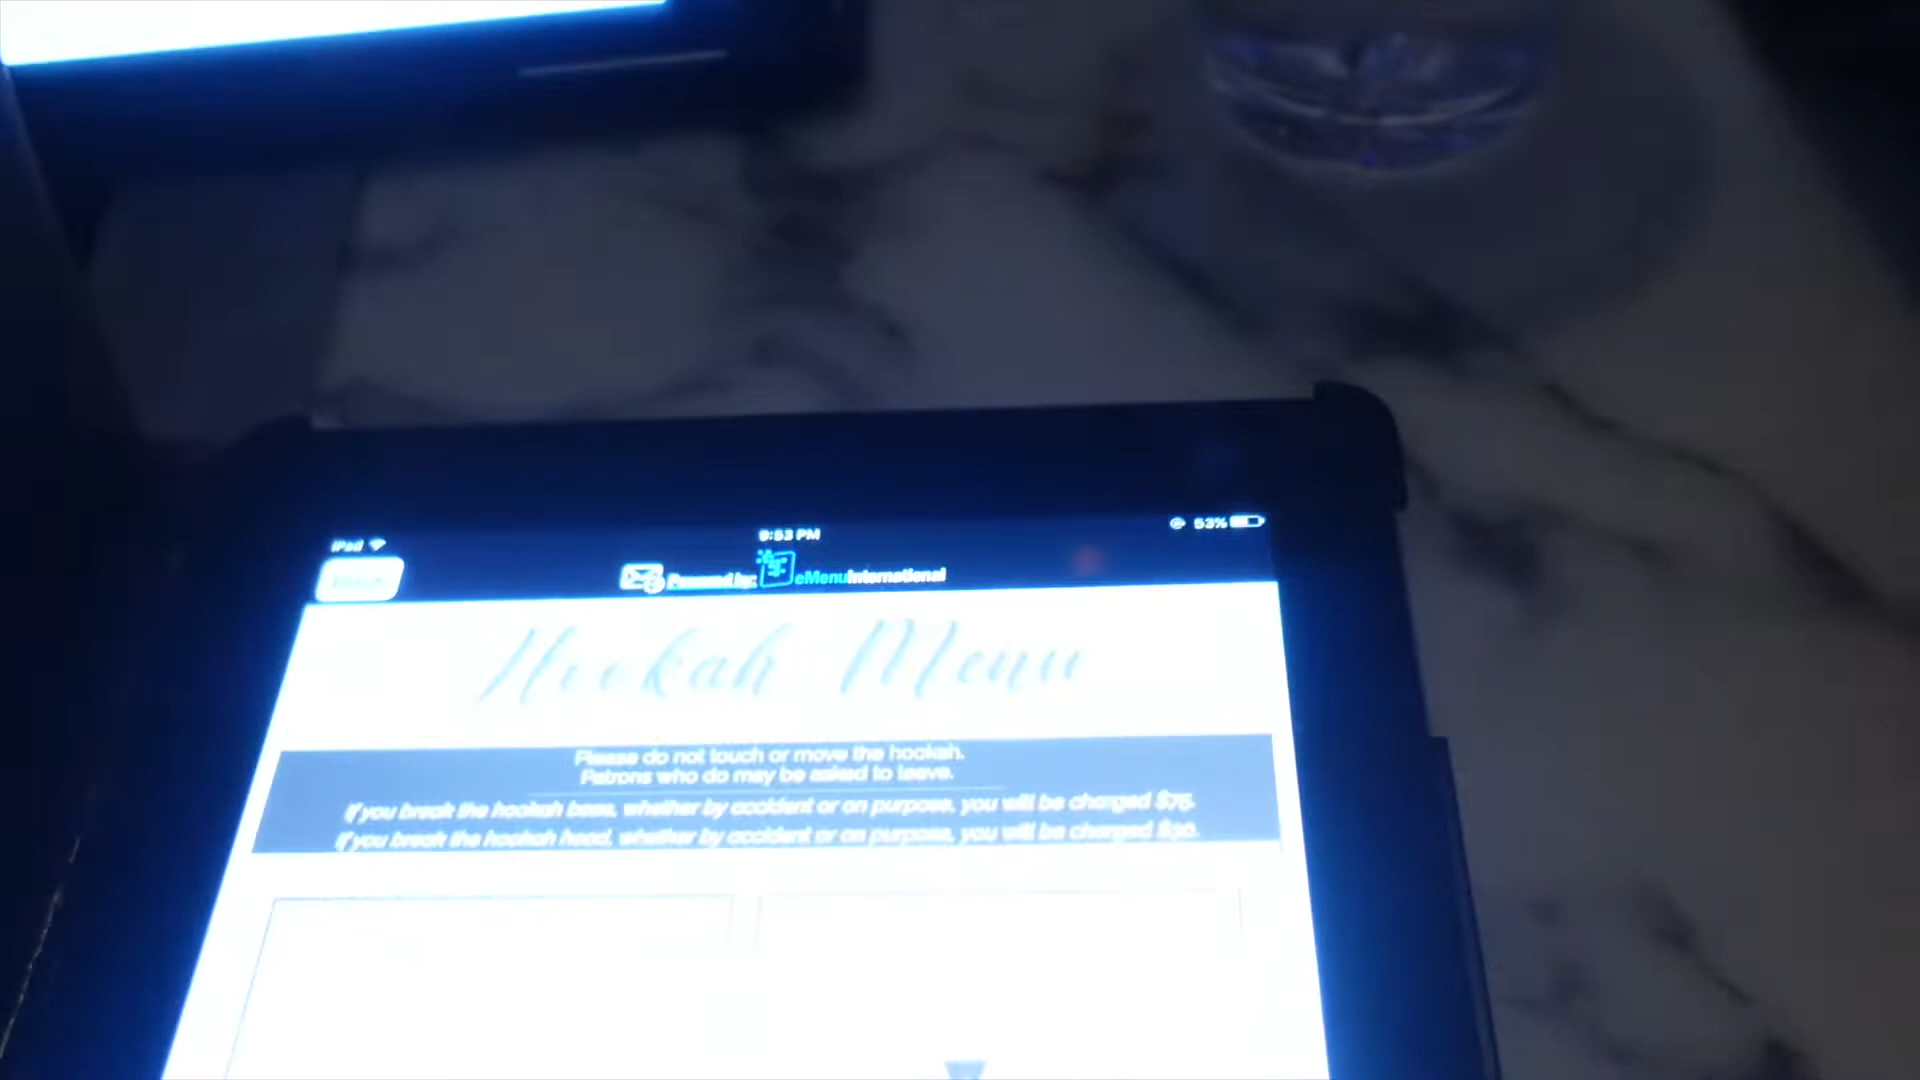 iPad
9:53 PM
53%
Powered by: eMenuInternational
Hookah Menu
Please do not touch or move the hookah.
Patrons who do may be asked to leave.
If you break the hookah base, whether by accident or on purpose, you will be charged $75.
If you break the hookah head, whether by accident or on purpose, you will be charged